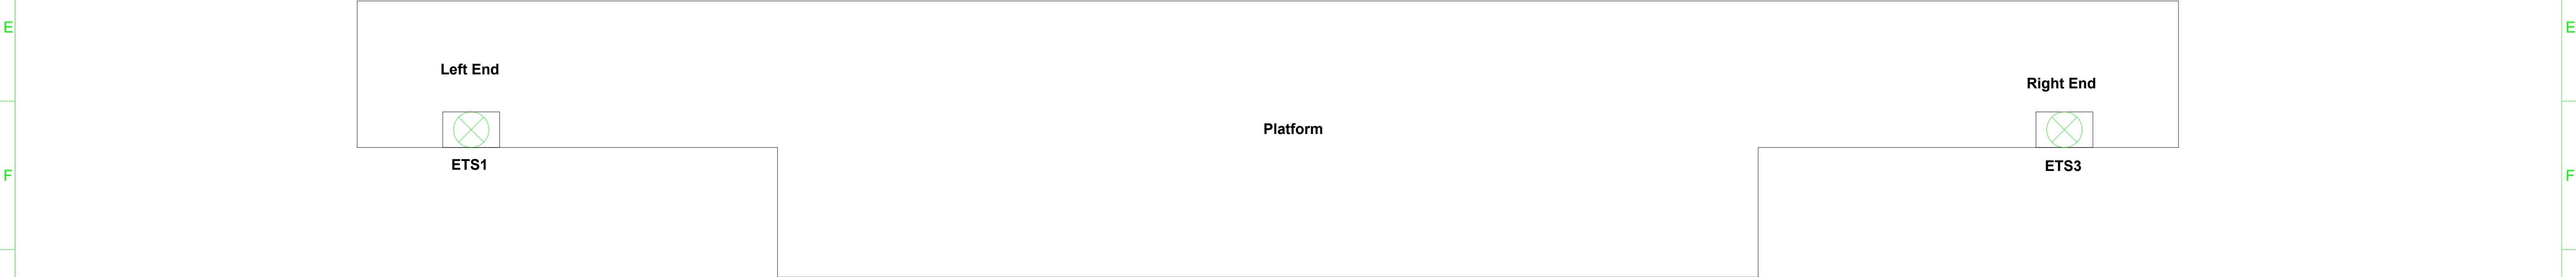 E
E
Left End
Right End
Platform
ETS1
ETS3
F
F